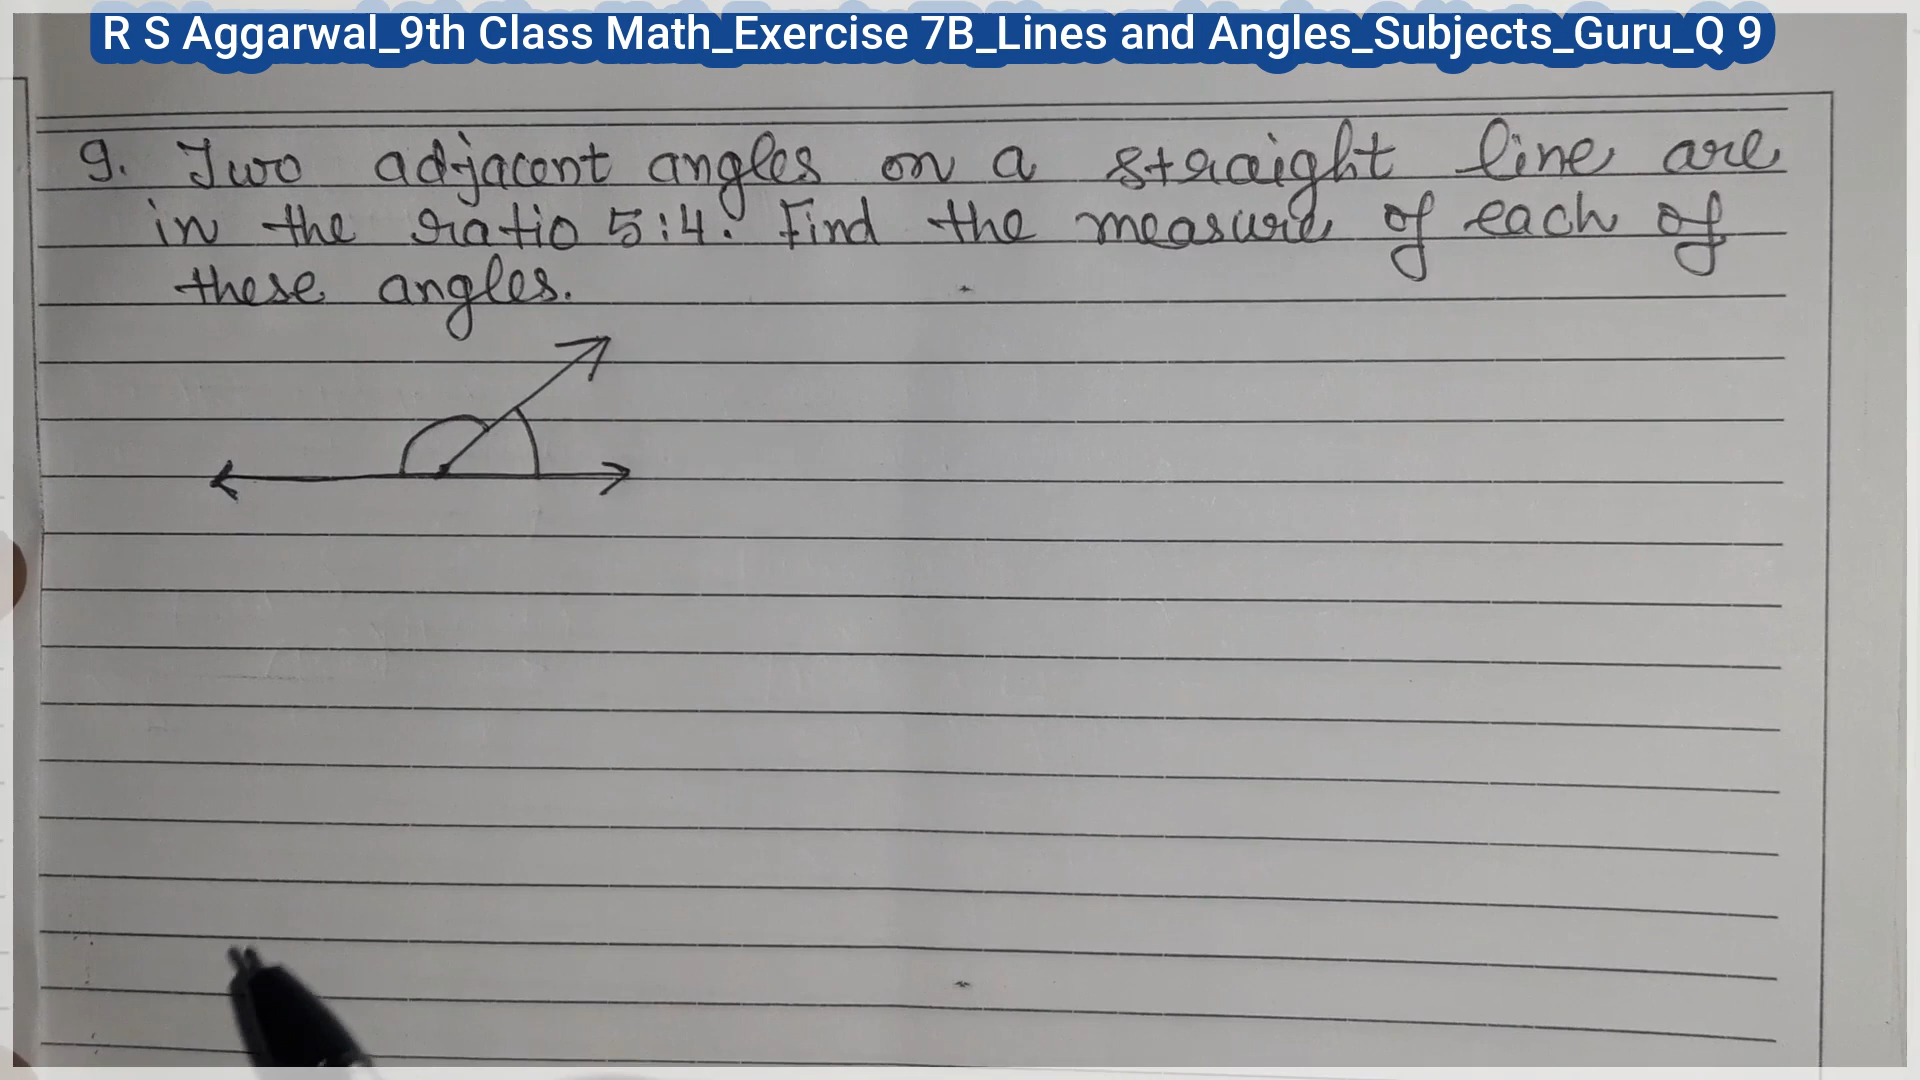 R S Aggarwal_9th Class Math_Exercise 7B_Lines and Angles_Subjects_Guru_Q 9
9. Two adjacent angles on a straight line are
in the ratio 5:4. Find the measure of each of
these angles.